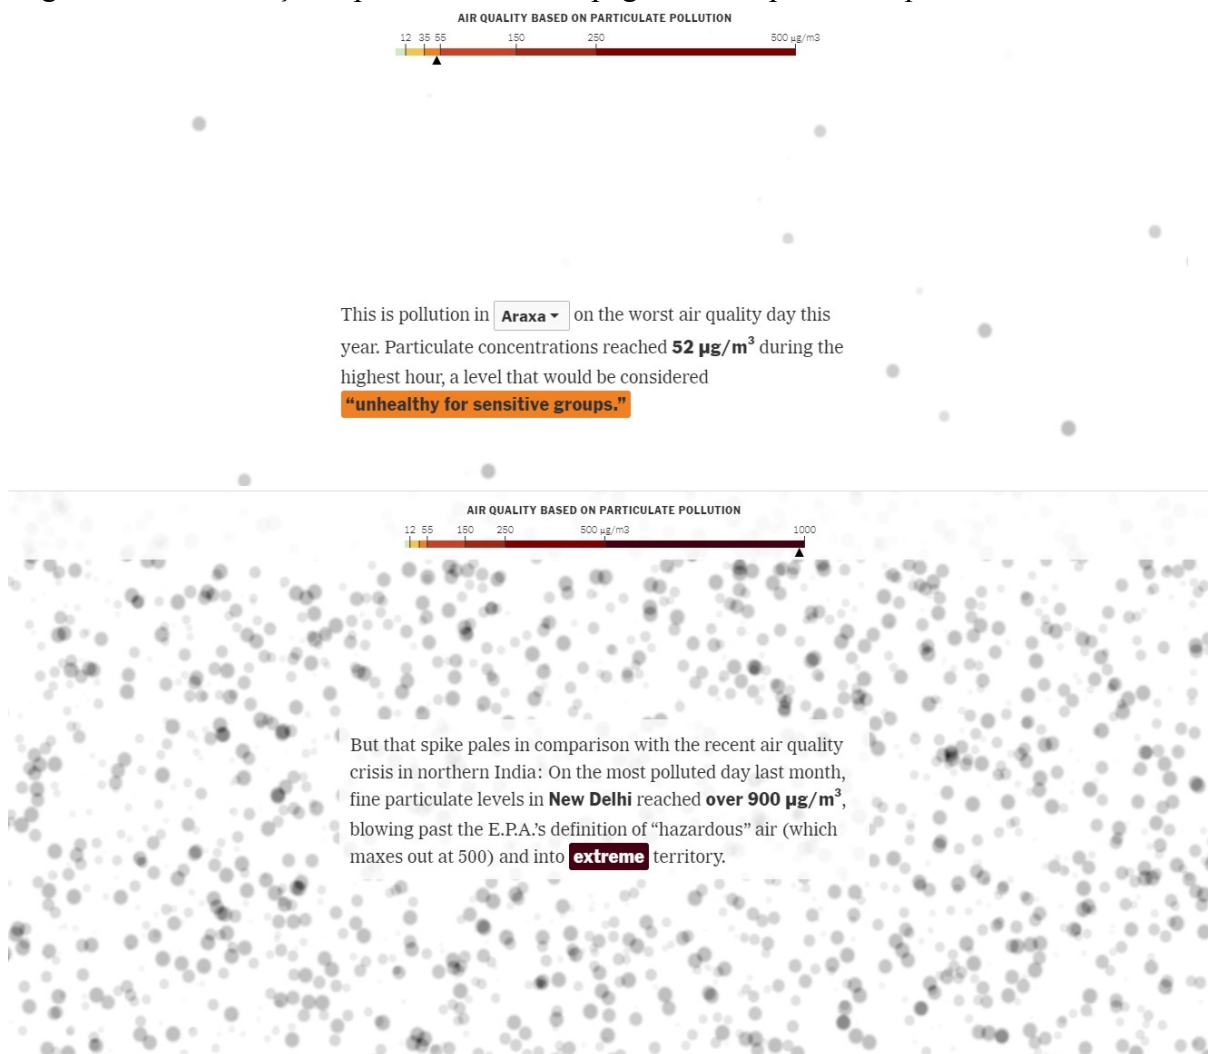 AIR QUALITY BASED ON PARTICULATE POLLUTION
12 35 55 150 250 500 µg/m3
This is pollution in Araxa on the worst air quality day this
year. Particulate concentrations reached 52 µg/m³ during the
highest hour, a level that would be considered
“unhealthy for sensitive groups.”
AIR QUALITY BASED ON PARTICULATE POLLUTION
12 55 150 250 500 µg/m3 1000
But that spike pales in comparison with the recent air quality
crisis in northern India: On the most polluted day last month,
fine particulate levels in New Delhi reached over 900 µg/m³,
blowing past the E.P.A.’s definition of “hazardous” air (which
maxes out at 500) and into extreme territory.